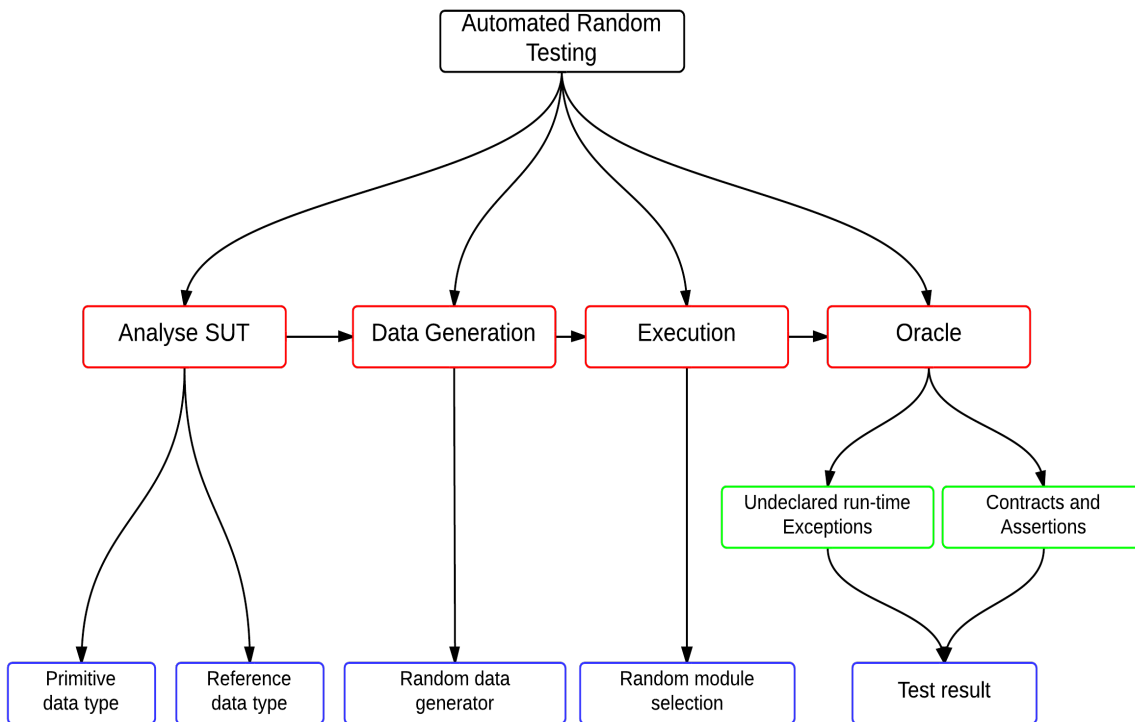 Automated Random
Testing
Analyse SUT
Data Generation
Execution
Oracle
Undeclared run-time
Exceptions
Contracts and
Assertions
Primitive
data type
Reference
data type
Random data
generator
Random module
selection
Test result